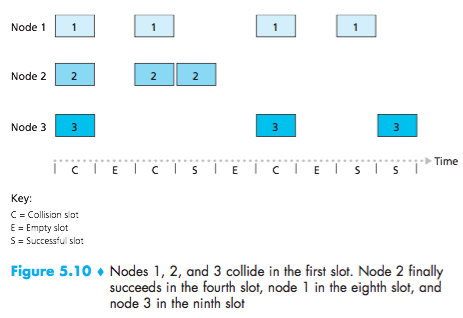 Node 1 1 1 1 1
Node 2 2 2 2
Node 3 3 3 3
Time
C E C S E C E S S
Key:
C = Collision slot
E = Empty slot
S = Successful slot
Figure 5.10 ♦ Nodes 1, 2, and 3 collide in the first slot. Node 2 finally
succeeds in the fourth slot, node 1 in the eighth slot, and
node 3 in the ninth slot